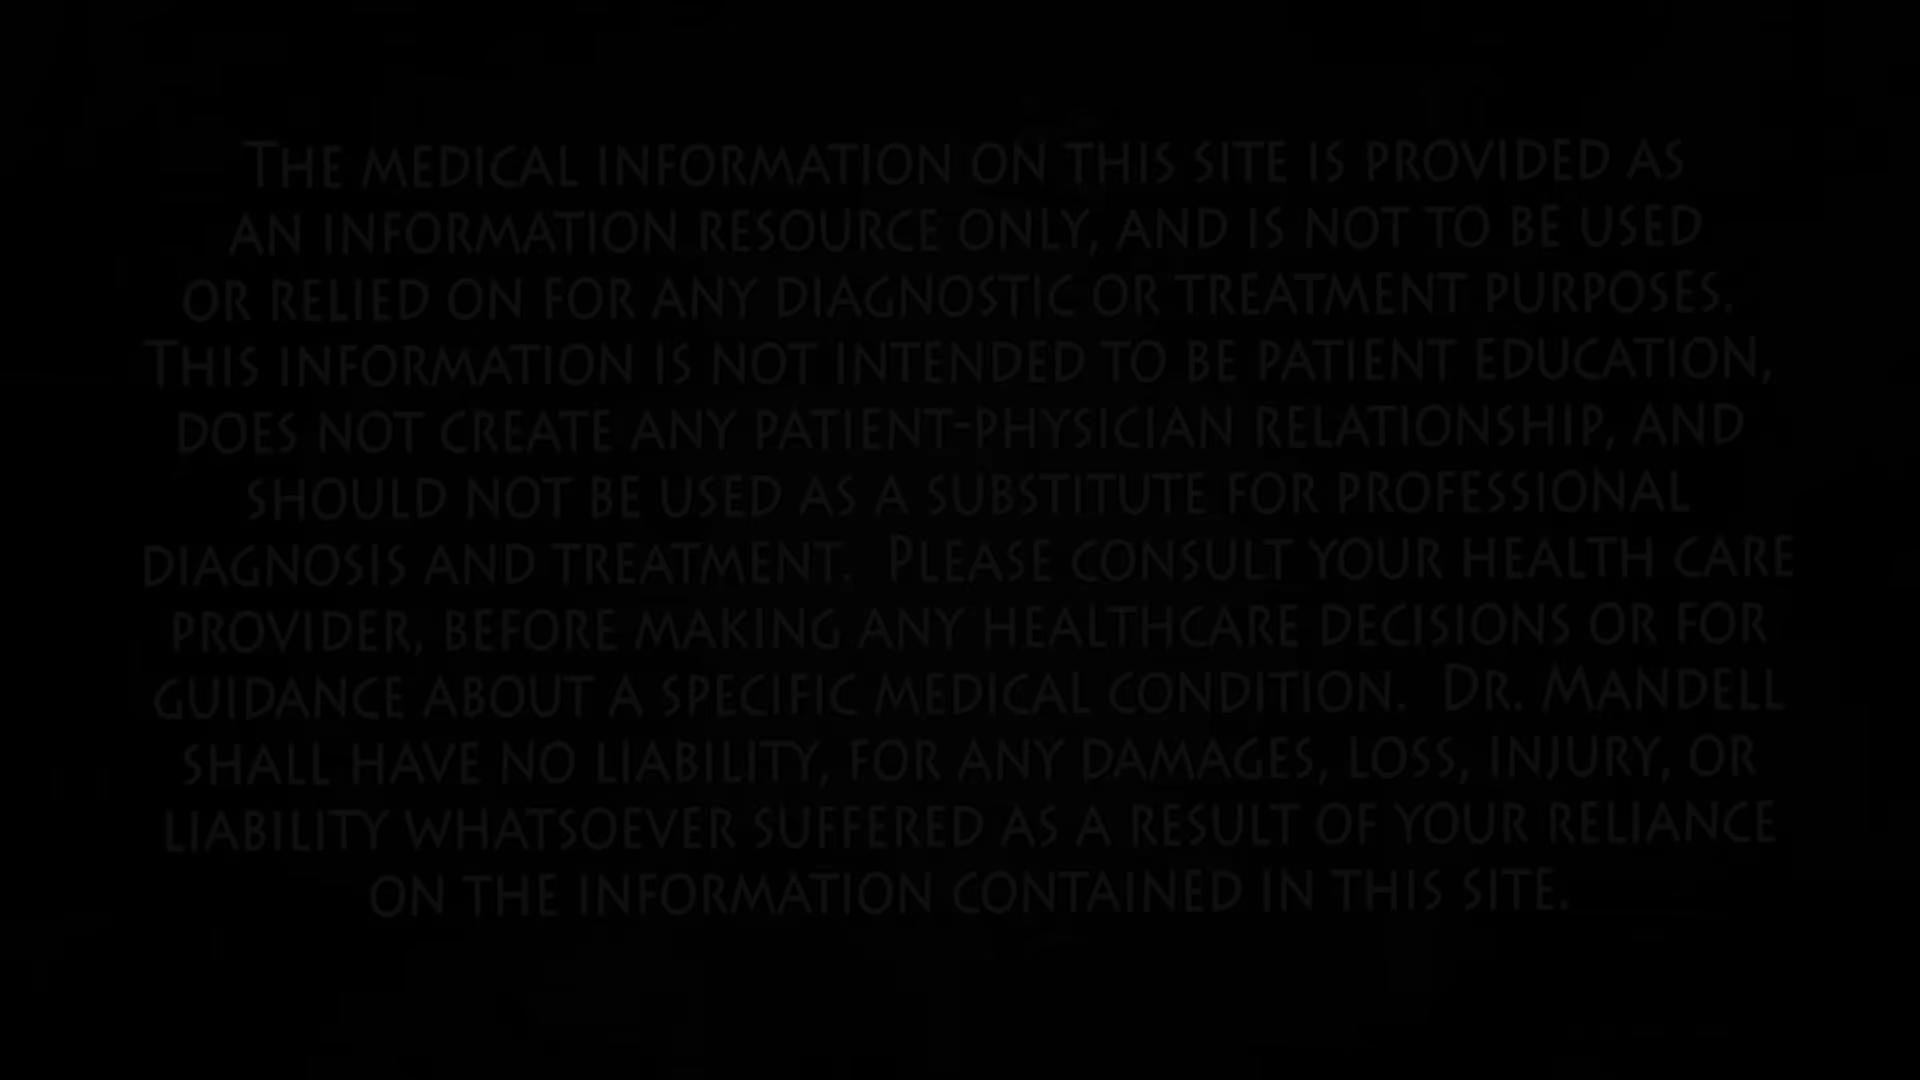 The medical information on this site is provided as
an information resource only, and is not to be used
or relied on for any diagnostic or treatment purposes.
This information is not intended to be patient education,
does not create any patient-physician relationship, and
should not be used as a substitute for professional
diagnosis and treatment.  Please consult your health care
provider, before making any healthcare decisions or for
guidance about a specific medical condition.  Dr. Mandell
shall have no liability, for any damages, loss, injury, or
liability whatsoever suffered as a result of your reliance
on the information contained in this site.